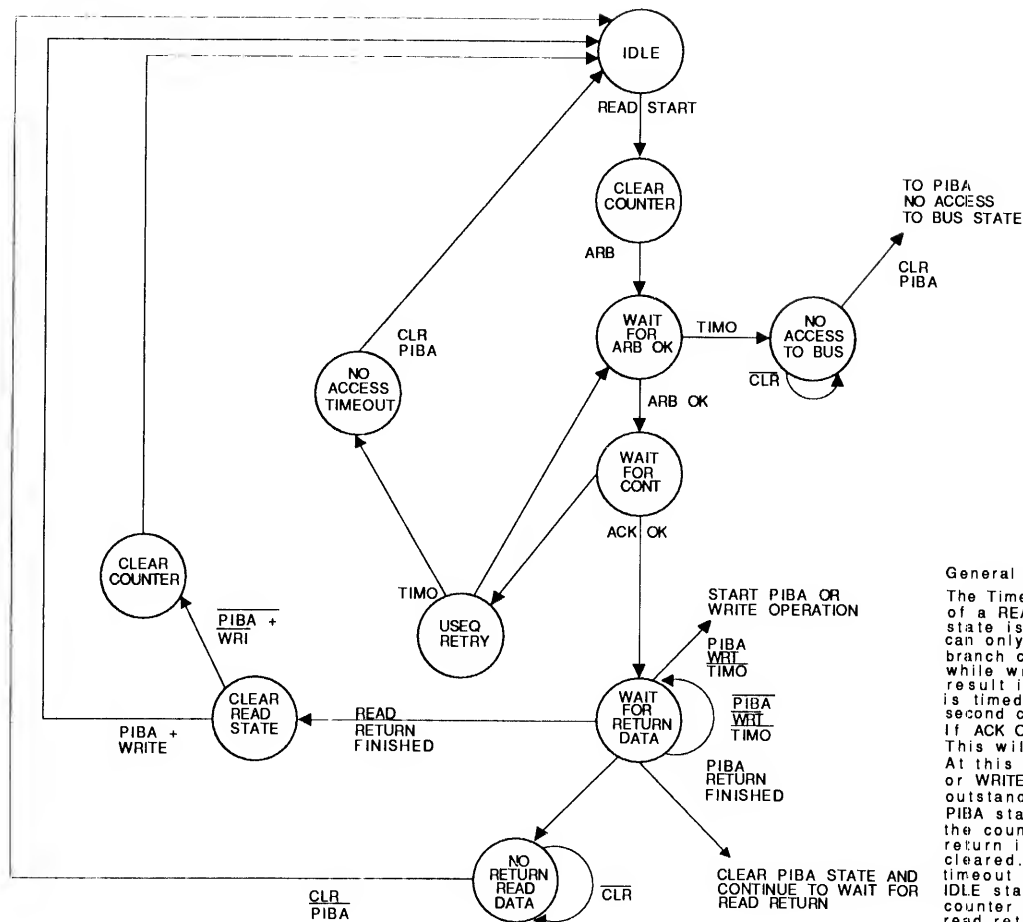 IDLE
READ START
CLEAR
COUNTER
ARB
TO PIBA
NO ACCESS
TO BUS STATE
CLR
PIBA
WAIT
FOR
ARB OK
TIMO
NO
ACCESS
TO BUS
CLR
CLR
PIBA
NO
ACCESS
TIMEOUT
ARB OK
WAIT
FOR
CONT
ACK OK
CLEAR
COUNTER
TIMO
USEQ
RETRY
START PIBA OR
WRITE OPERATION
PIBA
WRT
TIMO
PIBA +
WRI
CLEAR
READ
STATE
PIBA +
WRITE
READ
RETURN
FINISHED
WAIT
FOR
RETURN
DATA
PIBA
WRT
TIMO
PIBA
RETURN
FINISHED
NO
RETURN
READ
DATA
CLR
CLR
PIBA
CLEAR PIBA STATE AND
CONTINUE TO WAIT FOR
READ RETURN
General
The Time
of a REA
state is
can only
branch c
while wr
result i
is timed
second c
If ACK O
This wil
At this
or WRITE
outstan
PIBA sta
the coun
return i
cleared.
timeout
IDLE sta
counter
read ret